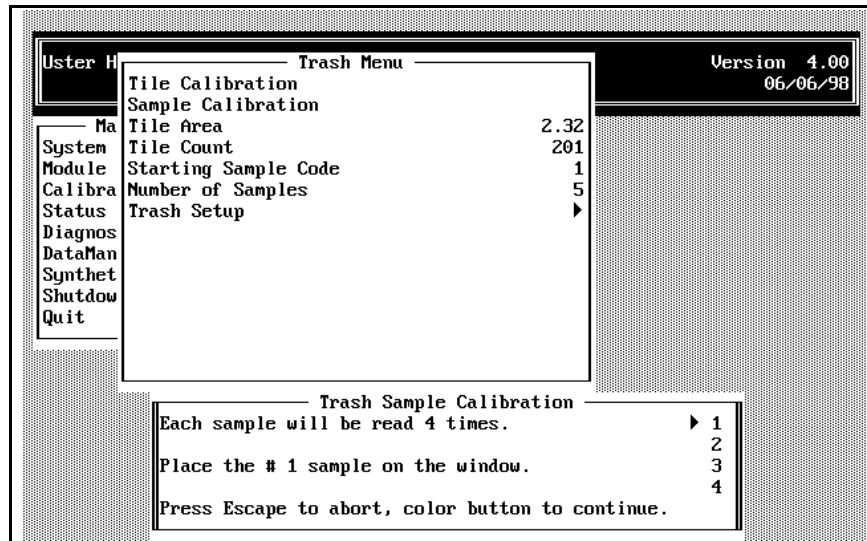 Uster H
Version 4.00
06/06/98
Trash Menu
Tile Calibration
Sample Calibration
Tile Area 2.32
Tile Count 201
Starting Sample Code 1
Number of Samples 5
Trash Setup
Ma
System
Module
Calibra
Status
Diagnos
DataMan
Synthet
Shutdow
Quit
Trash Sample Calibration
Each sample will be read 4 times. 1
2
Place the # 1 sample on the window. 3
4
Press Escape to abort, color button to continue.